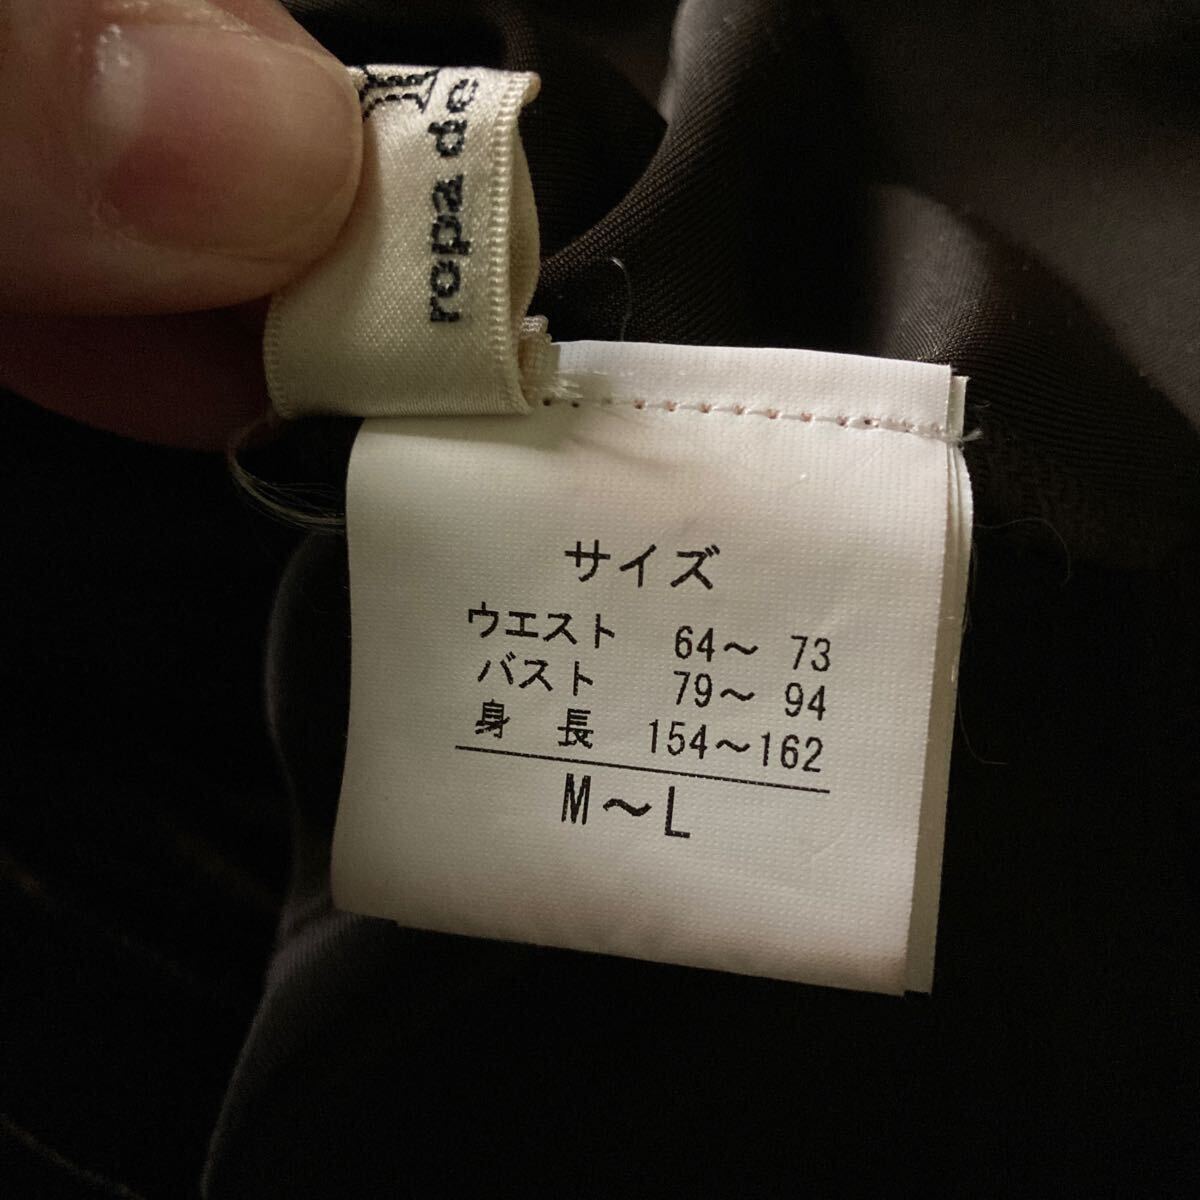 ropa de
サイズ
ウエスト 64〜 73
バスト 79〜 94
身 長 154〜162
M〜L